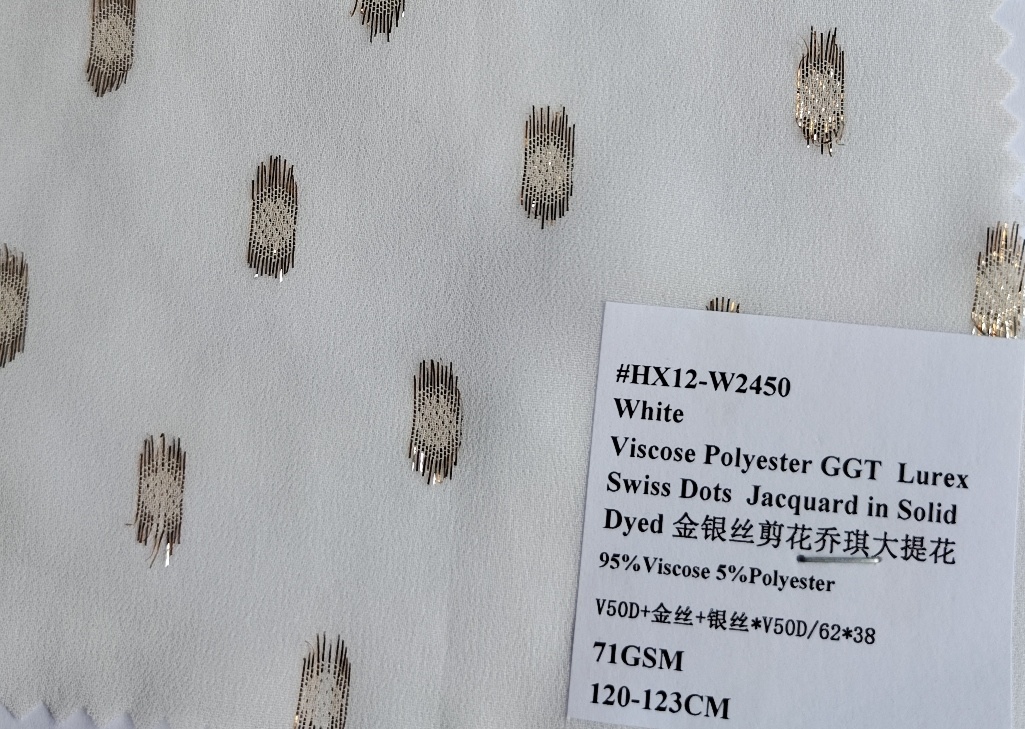 #HX12-W2450
White
Viscose Polyester GGT Lurex
Swiss Dots Jacquard in Solid
Dyed 金银丝剪花乔琪大提花
95%Viscose 5%Polyester
V50D+金丝+银丝*V50D/62*38
71GSM
120-123CM